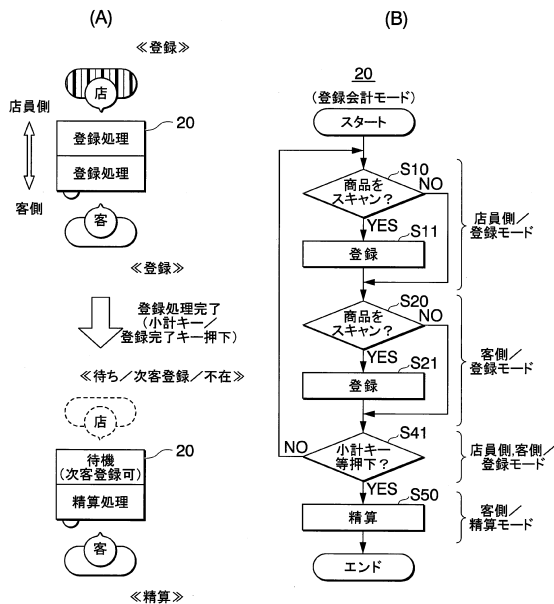 (A)
≪登録≫
店
店員側
20
登録処理
登録処理
客側
客
≪登録≫
登録処理完了
(小計キー/
登録完了キー押下)
≪待ち/次客登録/不在≫
店
20
待機
(次客登録可)
精算処理
客
≪精算≫
(B)
20
(登録会計モード)
スタート
S10
商品を
スキャン?
NO
YES
S11
登録
店員側/
登録モード
S20
商品を
スキャン?
NO
YES
S21
登録
客側/
登録モード
S41
NO
小計キー
等押下?
店員側,客側/
登録モード
YES
S50
精算
客側/
精算モード
エンド